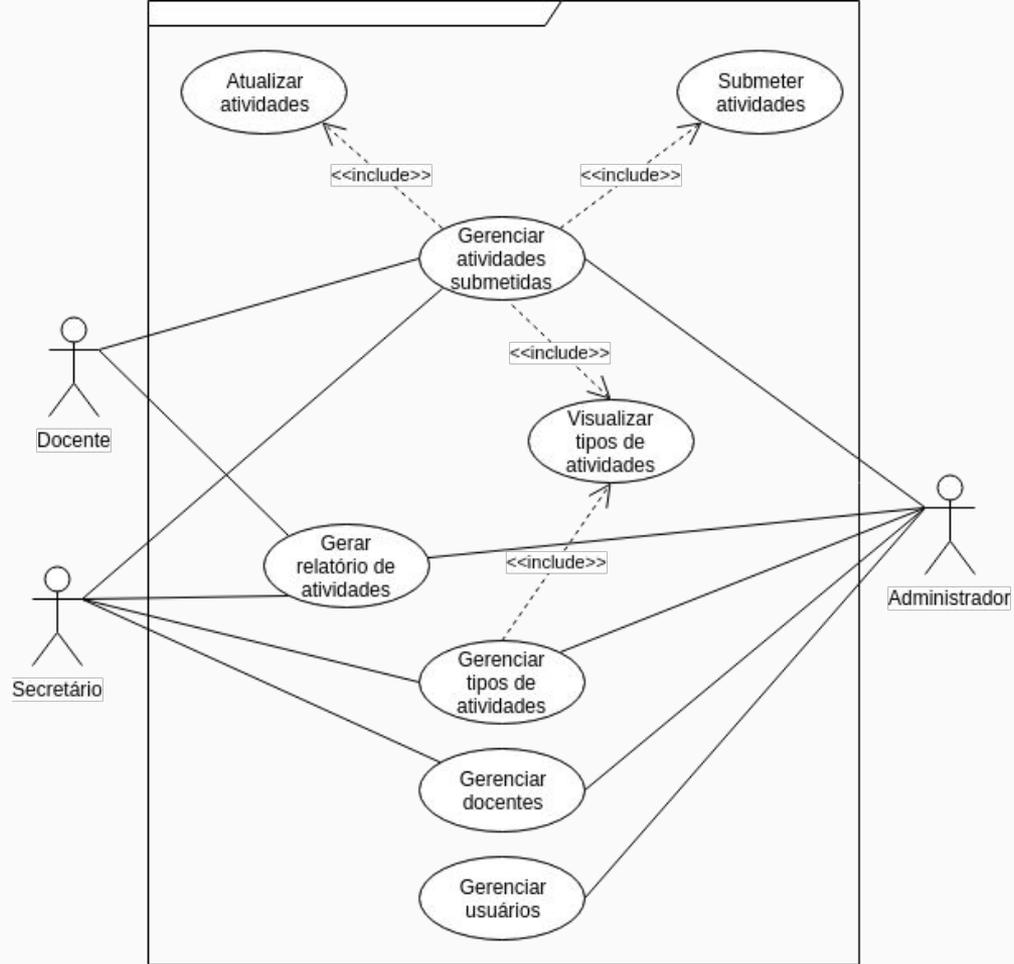 Atualizar
atividades
Submeter
atividades
<<include>>
<<include>>
Gerenciar
atividades
submetidas
<<include>>
Docente
Visualizar
tipos de
atividades
Gerar
relatório de
atividades
<<include>>
Administrador
Secretário
Gerenciar
tipos de
atividades
Gerenciar
docentes
Gerenciar
usuários